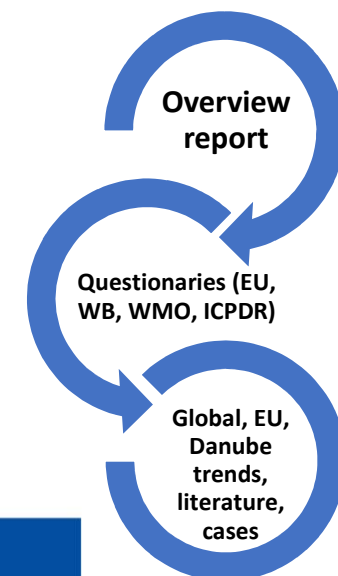 Overview
report
Questionaries (EU,
WB, WMO, ICPDR)
Global, EU,
Danube
trends,
literature,
cases